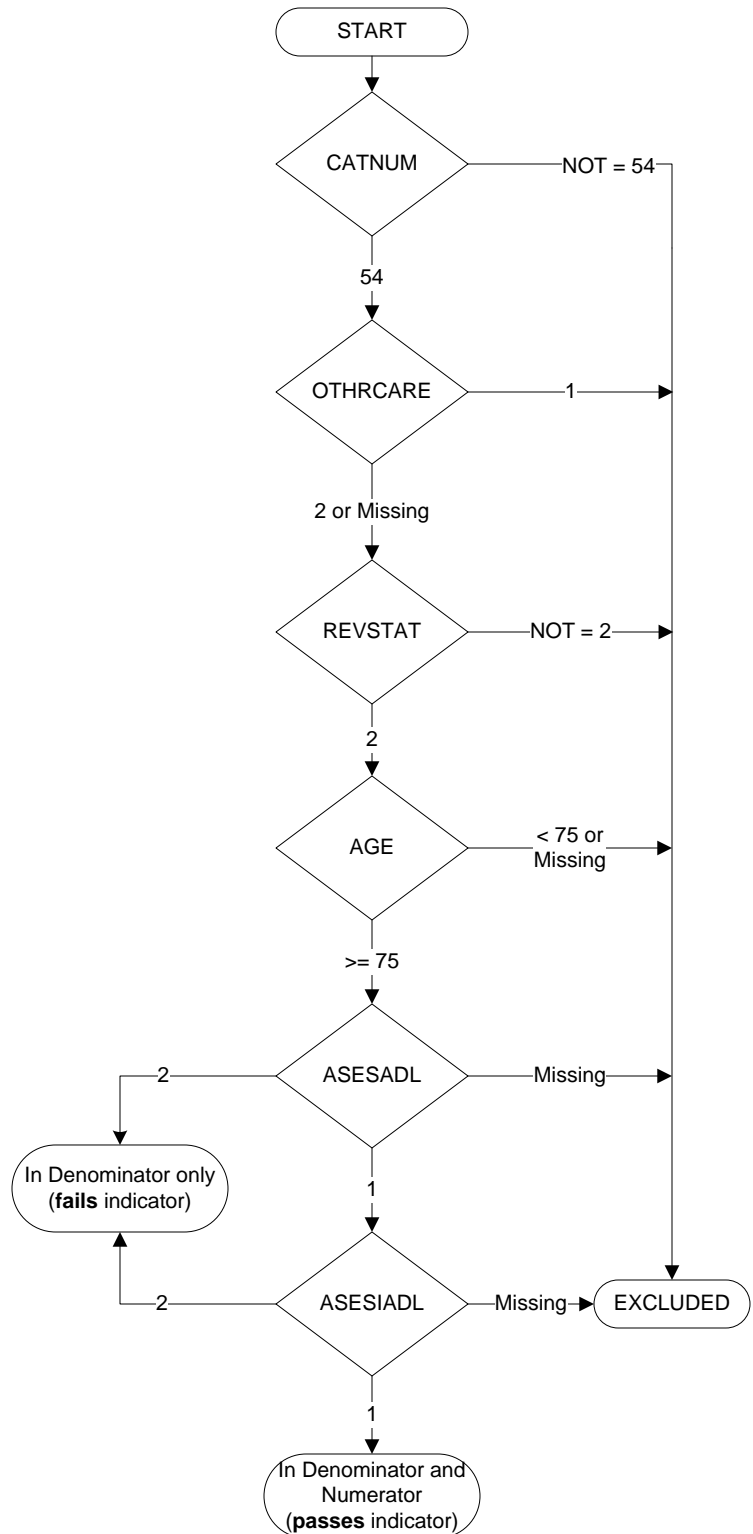 START
CATNUM
NOT = 54
54
OTHRCARE
1
2 or Missing
REVSTAT
NOT = 2
2
AGE
< 75 or
Missing
>= 75
2
ASESADL
Missing
In Denominator only
(fails indicator)
1
2
ASESIADL
Missing
EXCLUDED
1
In Denominator and
Numerator
(passes indicator)